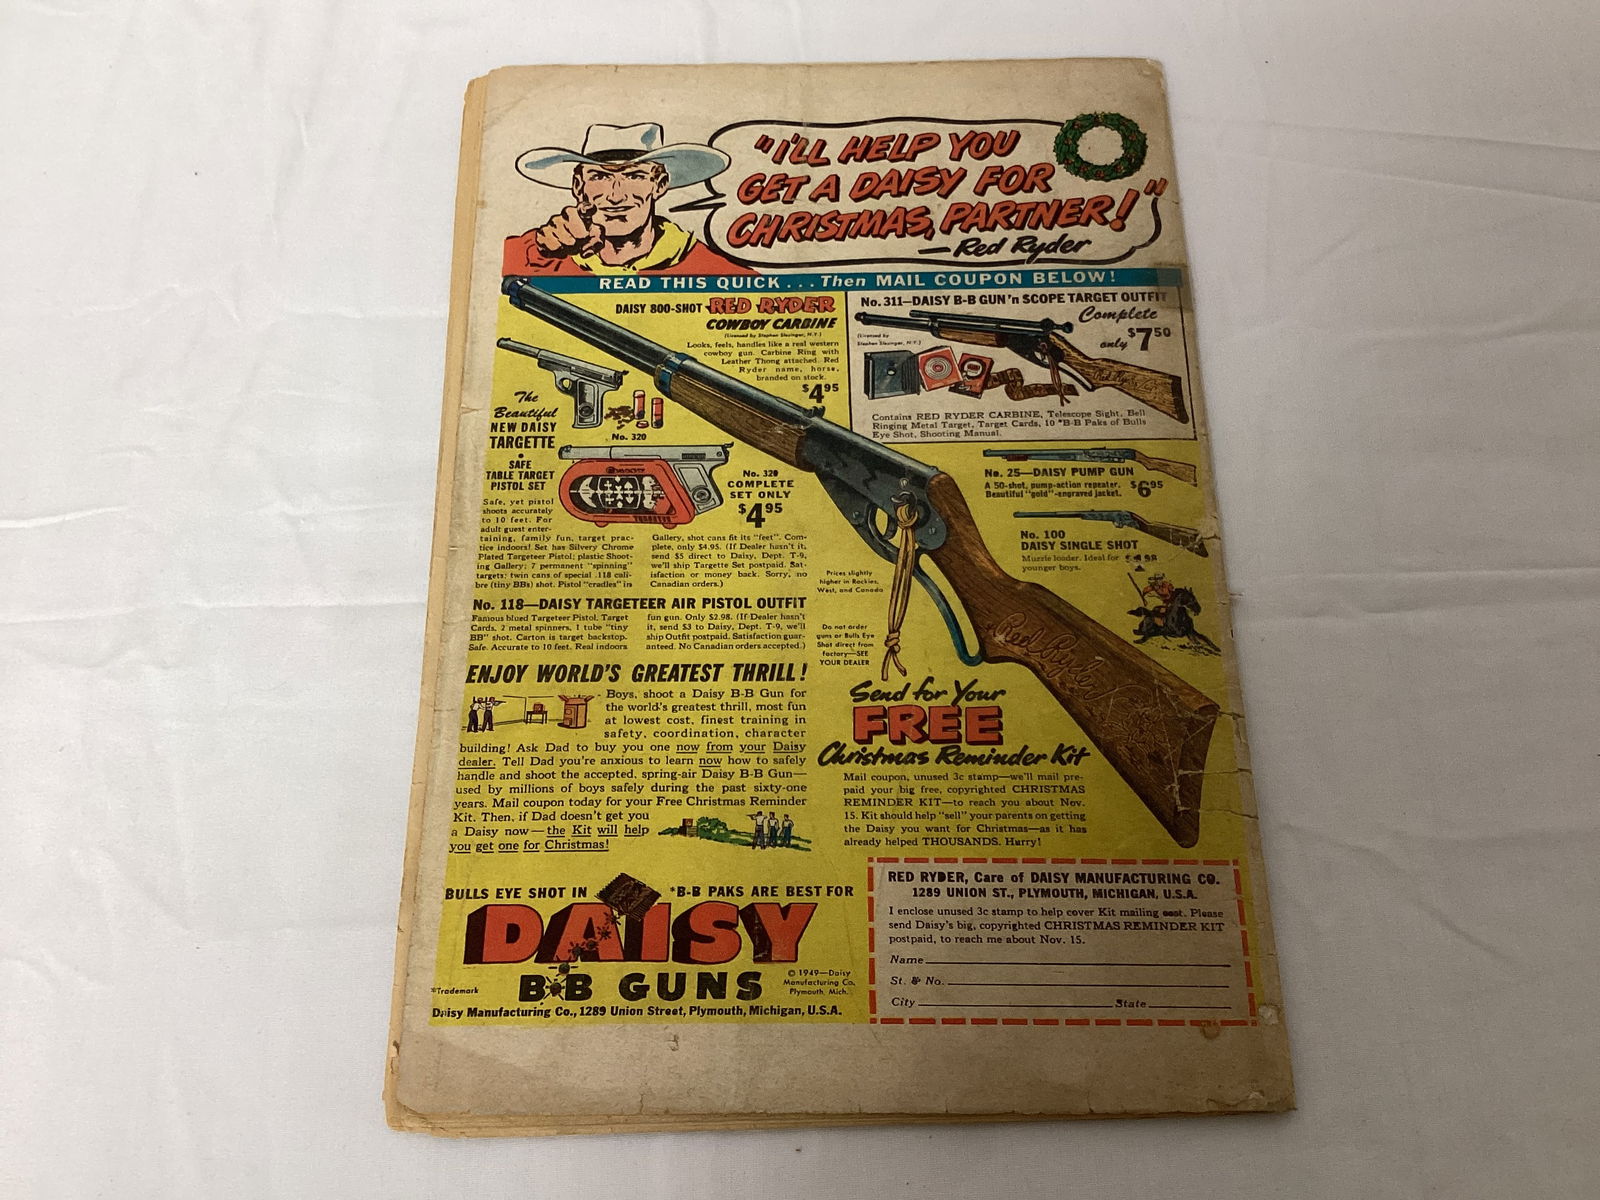 "I'LL HELP YOU
GET A DAISY FOR
CHRISTMAS, PARTNER!"
—Red Ryder
READ THIS QUICK...Then MAIL COUPON BELOW!
DAISY 800-SHOT RED RYDER
COWBOY CARBINE
(Licensed by Stephen Slesinger, N.Y.)
Looks, feels, handles like a real western
cowboy gun. Carbine Ring with
Leather Thong attached. Red
Ryder name, horse,
branded on stock.
$4.95
No. 311—DAISY B-B GUN 'n SCOPE TARGET OUTFIT
Complete
only $7.50
(Licensed by
Stephen Slesinger, N.Y.)
Red Ryder
Contains RED RYDER CARBINE, Telescope Sight, Bell
Ringing Metal Target, Target Cards, 10 *B-B Paks of Bulls
Eye Shot, Shooting Manual.
The
Beautiful
NEW DAISY
TARGETTE
•
SAFE
TABLE TARGET
PISTOL SET
No. 320
No. 320
COMPLETE
SET ONLY
$4.95
Safe, yet pistol
shoots accurately
to 10 feet. For
adult guest enter-
taining, family fun, target prac-
tice indoors! Set has Silvery Chrome
Plated Targeteer Pistol; plastic Shoot-
ing Gallery; 7 permanent "spinning"
targets; twin cans of special .118 cali-
bre (tiny BBs) shot. Pistol "cradles" in
Gallery, shot cans fit its "feet". Com-
plete, only $4.95. (If Dealer hasn't it,
send $5 direct to Daisy, Dept. T-9,
we'll ship Targette Set postpaid. Sat-
isfaction or money back. Sorry, no
Canadian orders.)
No. 25—DAISY PUMP GUN
A 50-shot, pump-action repeater.
Beautiful "gold"-engraved jacket. $6.95
No. 100
DAISY SINGLE SHOT
Muzzle loader. Ideal for
younger boys.
Prices slightly
higher in Rockies,
West, and Canada
Do not order
guns or Bulls Eye
Shot direct from
factory—SEE
YOUR DEALER
Red Ryder
No. 118—DAISY TARGETEER AIR PISTOL OUTFIT
Famous blued Targeteer Pistol, Target
Cards, 2 metal spinners, 1 tube "tiny
BB" shot. Carton is target backstop.
Safe. Accurate to 10 feet. Real indoors
fun gun. Only $2.98. (If Dealer hasn't
it, send $3 to Daisy, Dept. T-9, we'll
ship Outfit postpaid. Satisfaction guar-
anteed. No Canadian orders accepted.)
ENJOY WORLD'S GREATEST THRILL!
Boys, shoot a Daisy B-B Gun for
the world's greatest thrill, most fun
at lowest cost, finest training in
safety, coordination, character
building! Ask Dad to buy you one now from your Daisy
dealer. Tell Dad you're anxious to learn now how to safely
handle and shoot the accepted, spring-air Daisy B-B Gun—
used by millions of boys safely during the past sixty-one
years. Mail coupon today for your Free Christmas Reminder
Kit. Then, if Dad doesn't get you
a Daisy now—the Kit will help
you get one for Christmas!
Send for Your
FREE
Christmas Reminder Kit
Mail coupon, unused 3c stamp—we'll mail pre-
paid your big free, copyrighted CHRISTMAS
REMINDER KIT—to reach you about Nov.
15. Kit should help "sell" your parents on getting
the Daisy you want for Christmas—as it has
already helped THOUSANDS. Hurry!
BULLS EYE SHOT IN *B-B PAKS ARE BEST FOR
DAISY
B•B GUNS
*Trademark
© 1949—Daisy
Manufacturing Co.
Plymouth, Mich.
Daisy Manufacturing Co., 1289 Union Street, Plymouth, Michigan, U.S.A.
RED RYDER, Care of DAISY MANUFACTURING CO.
1289 UNION ST., PLYMOUTH, MICHIGAN, U.S.A.
I enclose unused 3c stamp to help cover Kit mailing cost. Please
send Daisy's big, copyrighted CHRISTMAS REMINDER KIT
postpaid, to reach me about Nov. 15.
Name
St. & No.
City State